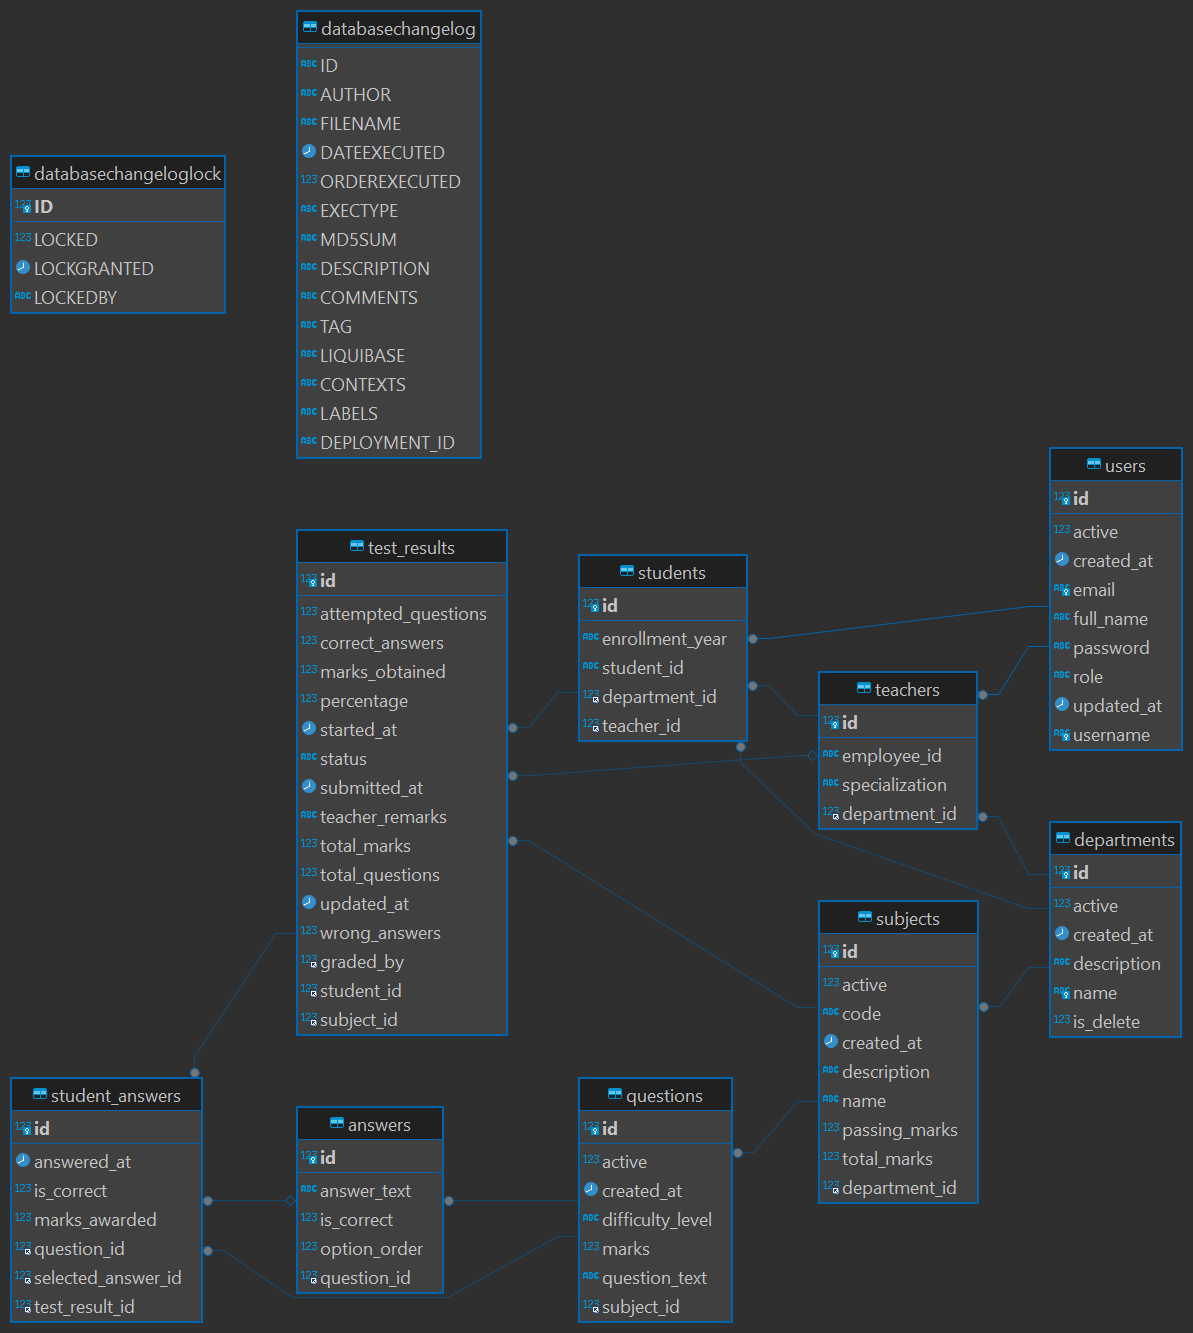 databasechangelog
ID
AUTHOR
FILENAME
DATEEXECUTED
ORDEREXECUTED
EXECTYPE
MD5SUM
DESCRIPTION
COMMENTS
TAG
LIQUIBASE
CONTEXTS
LABELS
DEPLOYMENT_ID
databasechangeloglock
ID
LOCKED
LOCKGRANTED
LOCKEDBY
users
id
active
created_at
email
full_name
password
role
updated_at
username
test_results
id
attempted_questions
correct_answers
marks_obtained
percentage
started_at
status
submitted_at
teacher_remarks
total_marks
total_questions
updated_at
wrong_answers
graded_by
student_id
subject_id
students
id
enrollment_year
student_id
department_id
teacher_id
teachers
id
employee_id
specialization
department_id
departments
id
active
created_at
description
name
is_delete
subjects
id
active
code
created_at
description
name
passing_marks
total_marks
department_id
student_answers
id
answered_at
is_correct
marks_awarded
question_id
selected_answer_id
test_result_id
answers
id
answer_text
is_correct
option_order
question_id
questions
id
active
created_at
difficulty_level
marks
question_text
subject_id